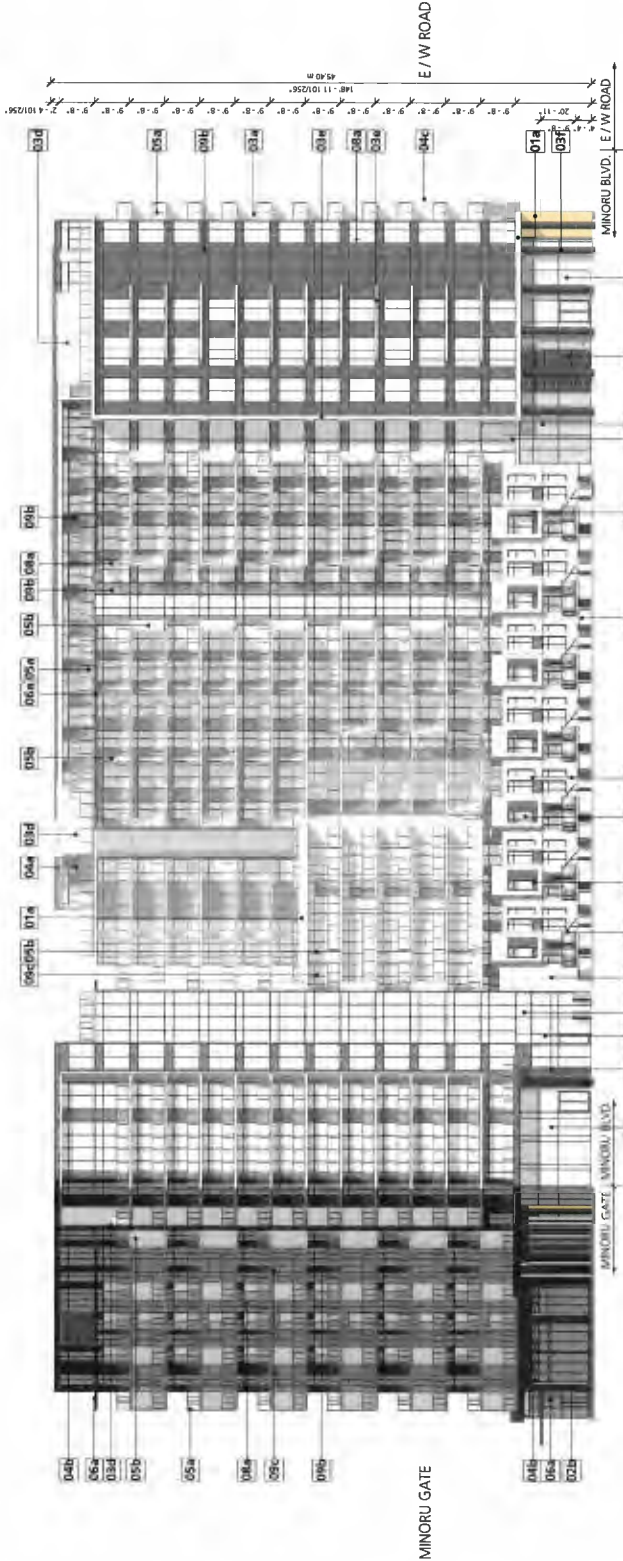 E / W ROAD
45.40 m
148' - 11 101/256"
2' - 4 101/256"
9' - 8"
9' - 8"
9' - 8"
9' - 8"
9' - 8"
9' - 8"
9' - 8"
9' - 8"
9' - 8"
9' - 8"
9' - 8"
9' - 8"
9' - 8"
20' - 11"
9' - 8"
4' - 4"
E / W ROAD
MINORU BLVD.
03d
05a
09b
03a
03e
08a
04c
01a
03f
09b
08a
09b
05b
05a
06a
05b
03d
04a
01a
05b
09c
MINORU BLVD.
MINORU GATE
04b
06a
03d
05b
05a
08a
09c
09b
04b
06a
02b
MINORU GATE